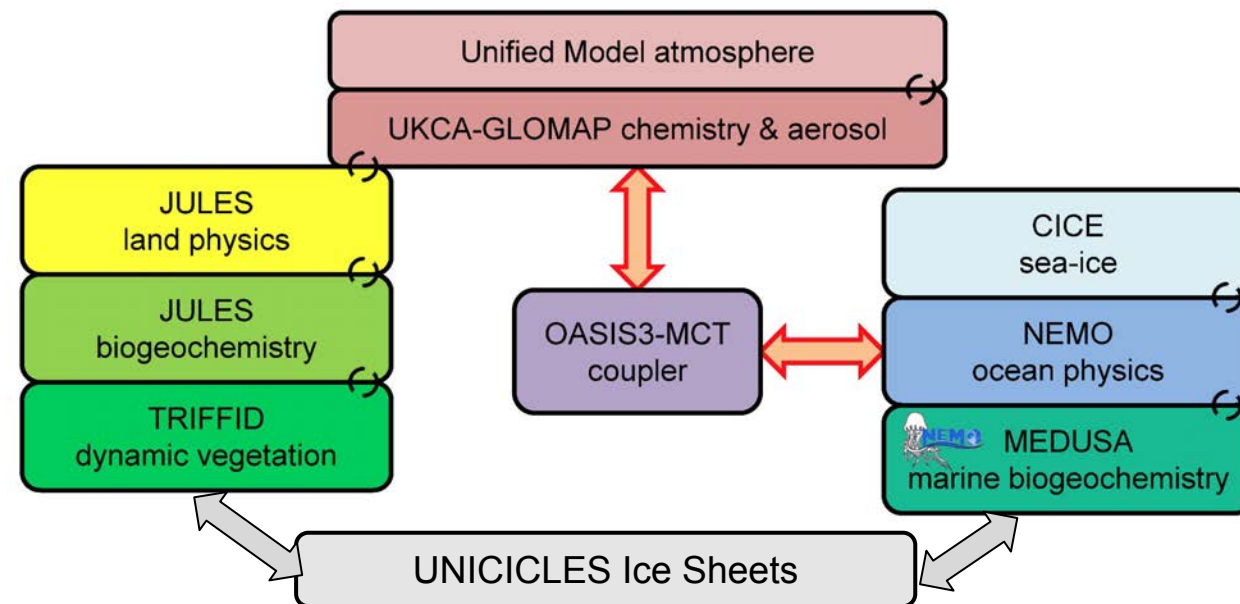 Unified Model atmosphere
UKCA-GLOMAP chemistry & aerosol
JULES
land physics
JULES
biogeochemistry
TRIFFID
dynamic vegetation
OASIS3-MCT
coupler
CICE
sea-ice
NEMO
ocean physics
NEMO
MEDUSA
marine biogeochemistry
UNICICLES Ice Sheets